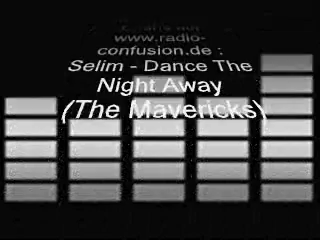 www.radio-
confusion.de :
Selim - Dance The
Night Away
(The Mavericks)